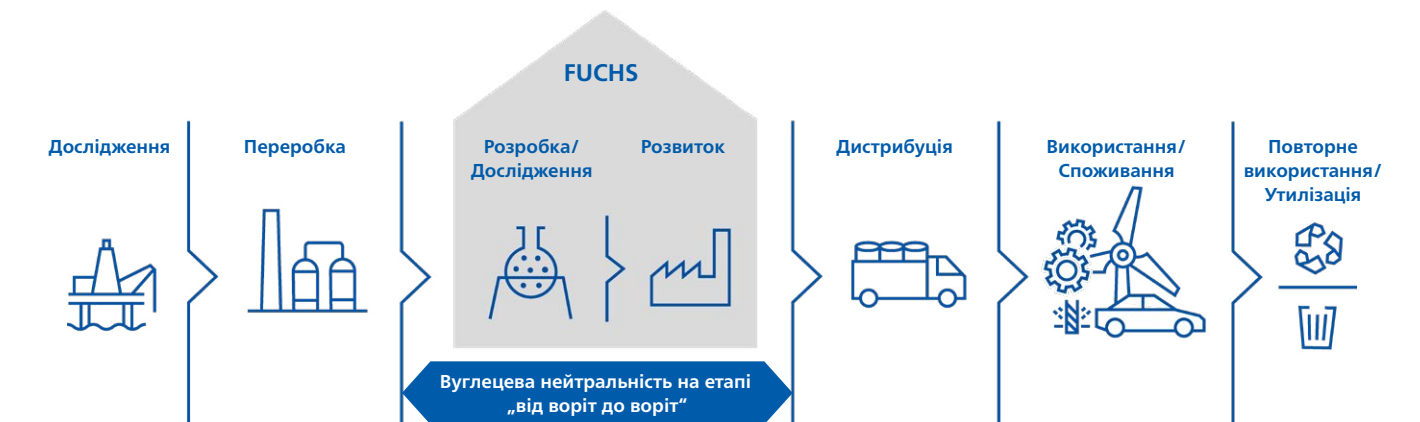 FUCHS
Дослідження
Переробка
Розробка/
Дослідження
Розвиток
Дистрибуція
Використання/
Споживання
Повторне
використання/
Утилізація
Вуглецева нейтральність на етапі
„від воріт до воріт“